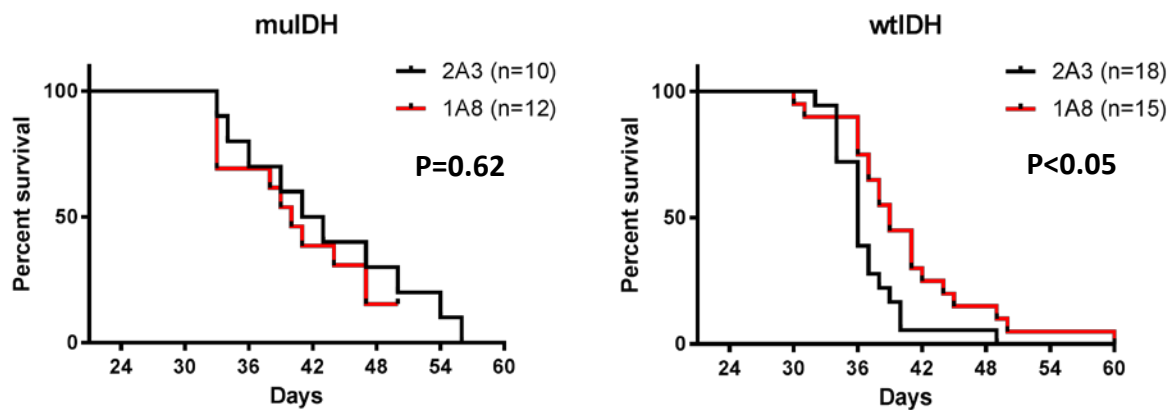 muIDH
2A3 (n=10)
1A8 (n=12)
P=0.62
Percent survival
100
50
0
24 30 36 42 48 54 60
Days
wtIDH
2A3 (n=18)
1A8 (n=15)
P<0.05
Percent survival
100
50
0
24 30 36 42 48 54 60
Days